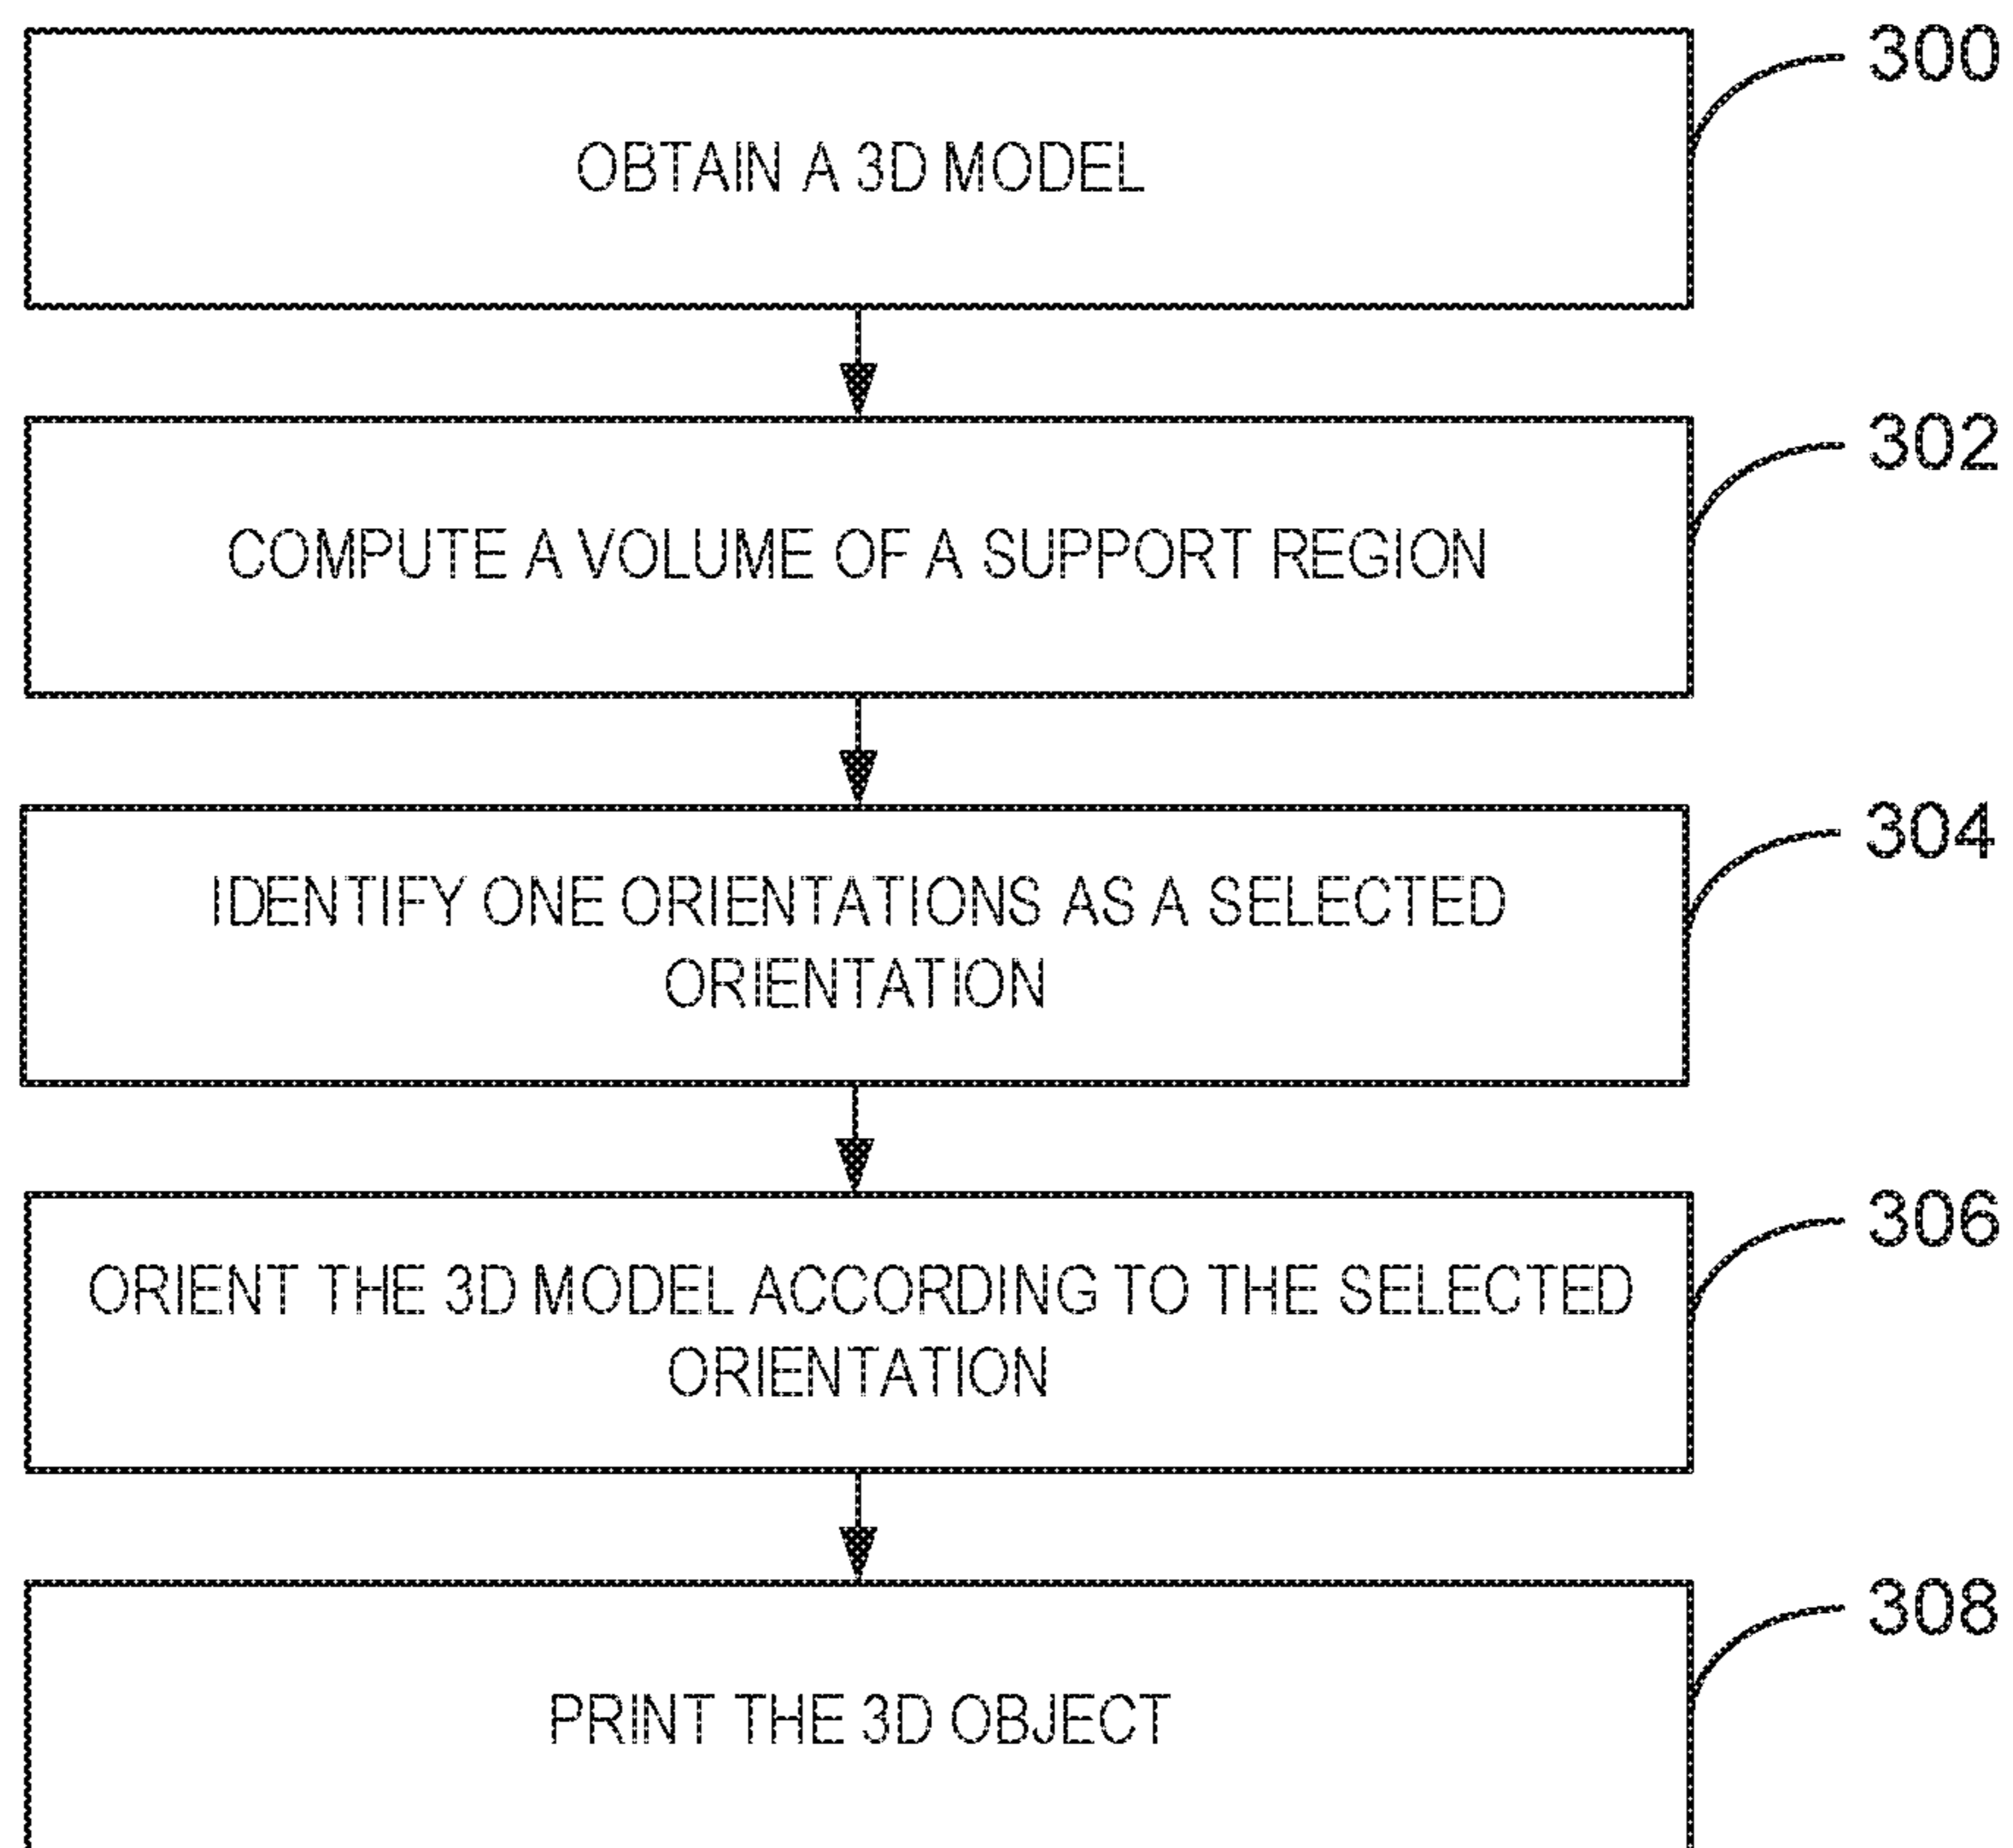 OBTAIN A 3D MODEL
300
COMPUTE A VOLUME OF A SUPPORT REGION
302
IDENTIFY ONE ORIENTATIONS AS A SELECTED
ORIENTATION
304
ORIENT THE 3D MODEL ACCORDING TO THE SELECTED
ORIENTATION
306
PRINT THE 3D OBJECT
308